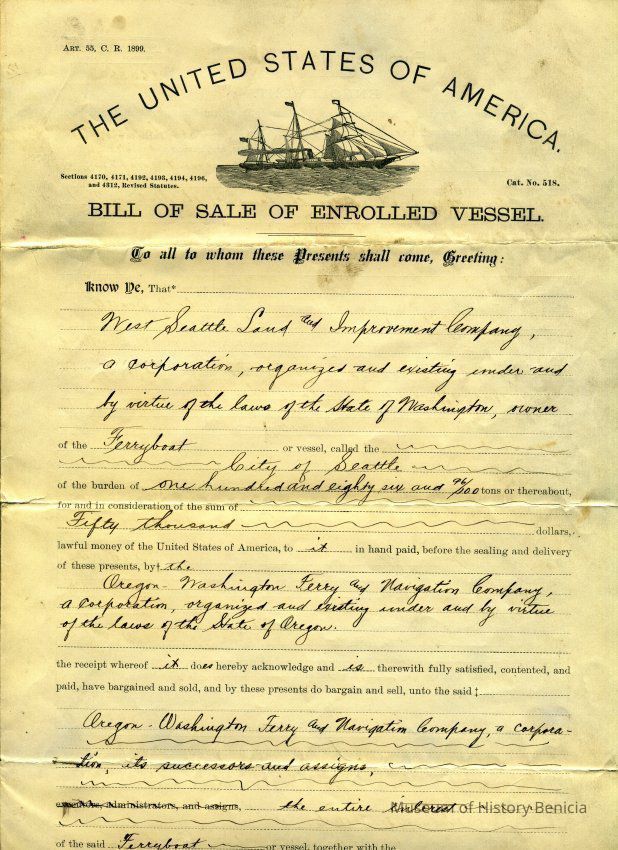 ART. 55, C. R. 1899.
THE UNITED STATES OF AMERICA.
Sections 4170, 4171, 4192, 4193, 4194, 4196,
and 4312, Revised Statutes.
Cat. No. 518.
BILL OF SALE OF ENROLLED VESSEL.
To all to whom these Presents shall come, Greeting:
Know Ye, That*
West Seattle Land and Improvement Company,
a corporation, organized and existing under and
by virtue of the laws of the State of Washington, owner
of the Ferryboat or vessel, called the
City of Seattle
of the burden of one hundred and eighty six and /100 tons or thereabout,
for and in consideration of the sum of
Fifty thousand dollars,
lawful money of the United States of America, to it in hand paid, before the sealing and delivery
of these presents, by† the
Oregon-Washington Ferry and Navigation Company,
a corporation, organized and existing under and by virtue
of the laws of the State of Oregon.
the receipt whereof it does hereby acknowledge and is therewith fully satisfied, contented, and
paid, have bargained and sold, and by these presents do bargain and sell, unto the said ‡
Oregon-Washington Ferry and Navigation Company, a corpora-
tion, its successors and assigns,
executors, administrators, and assigns, the entire interest
Museum of History Benicia
of the said Ferryboat or vessel, together with the